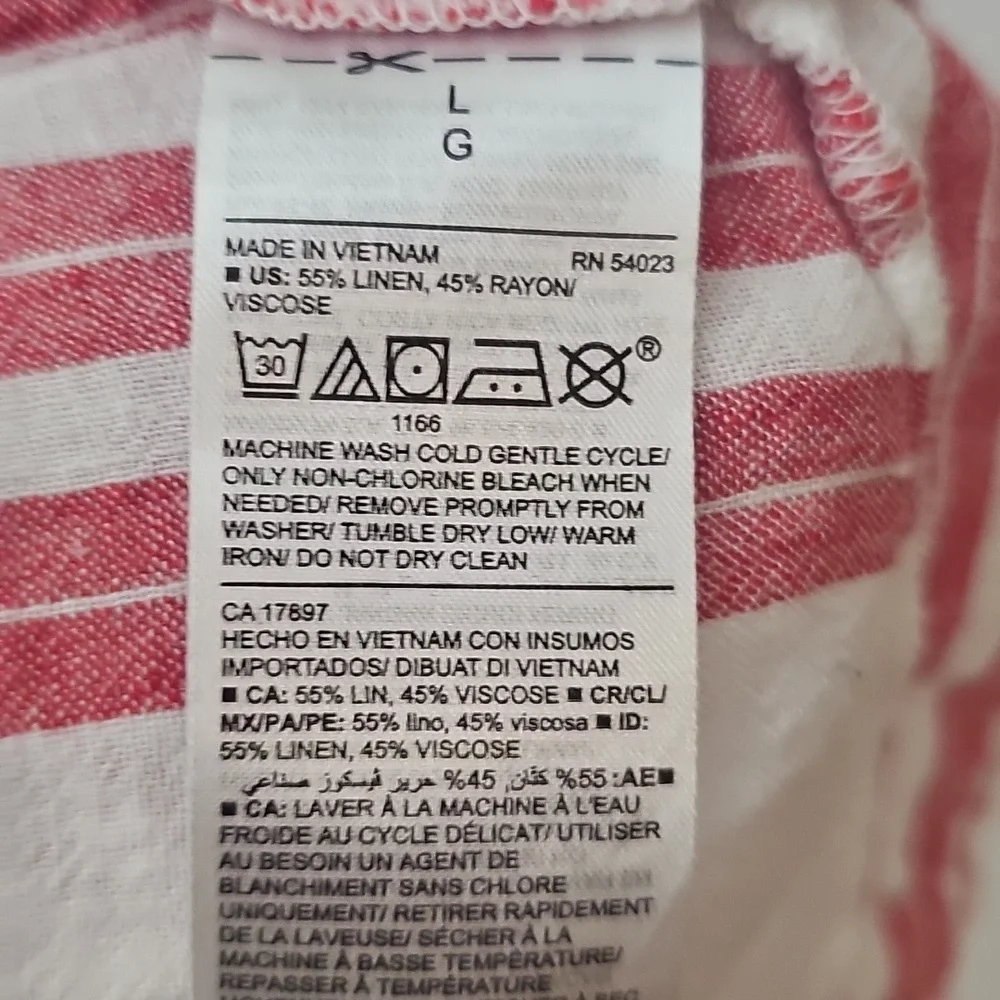 L
G
MADE IN VIETNAM RN 54023
■ US: 55% LINEN, 45% RAYON/
VISCOSE
30 ®
1166
MACHINE WASH COLD GENTLE CYCLE/
ONLY NON-CHLORINE BLEACH WHEN
NEEDED/ REMOVE PROMPTLY FROM
WASHER/ TUMBLE DRY LOW/ WARM
IRON/ DO NOT DRY CLEAN
CA 17897
HECHO EN VIETNAM CON INSUMOS
IMPORTADOS/ DIBUAT DI VIETNAM
■ CA: 55% LIN, 45% VISCOSE ■ CR/CL/
MX/PA/PE: 55% lino, 45% viscosa ■ ID:
55% LINEN, 45% VISCOSE
■AE: 55% كتّان, 45% حرير ڤيسكوز صناعي
■ CA: LAVER À LA MACHINE À L'EAU
FROIDE AU CYCLE DÉLICAT/ UTILISER
AU BESOIN UN AGENT DE
BLANCHIMENT SANS CHLORE
UNIQUEMENT/ RETIRER RAPIDEMENT
DE LA LAVEUSE/ SÉCHER À LA
MACHINE À BASSE TEMPÉRATURE/
REPASSER À TEMPÉRATURE